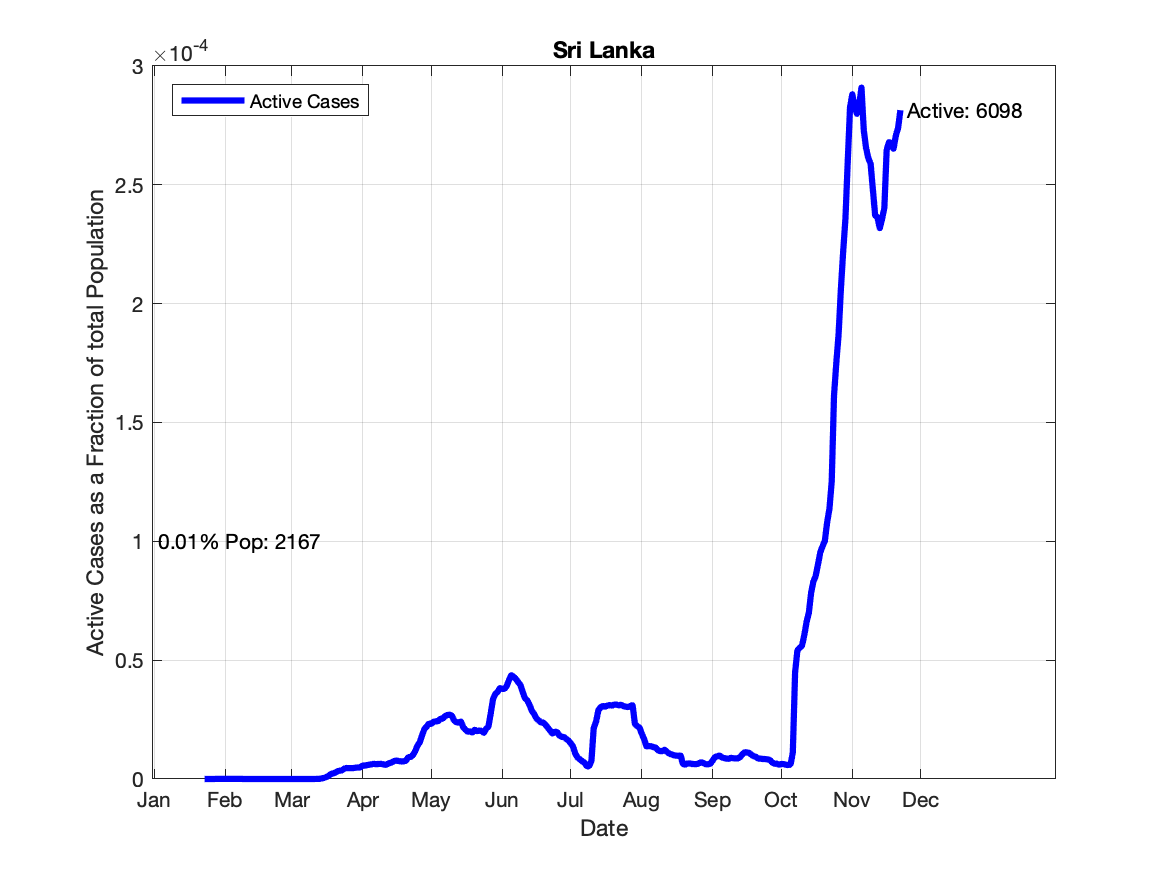 Sri Lanka
×10⁻⁴
3
2.5
2
1.5
1
0.5
0
Active Cases as a Fraction of total Population
Active Cases
Active: 6098
0.01% Pop: 2167
Jan Feb Mar Apr May Jun Jul Aug Sep Oct Nov Dec
Date